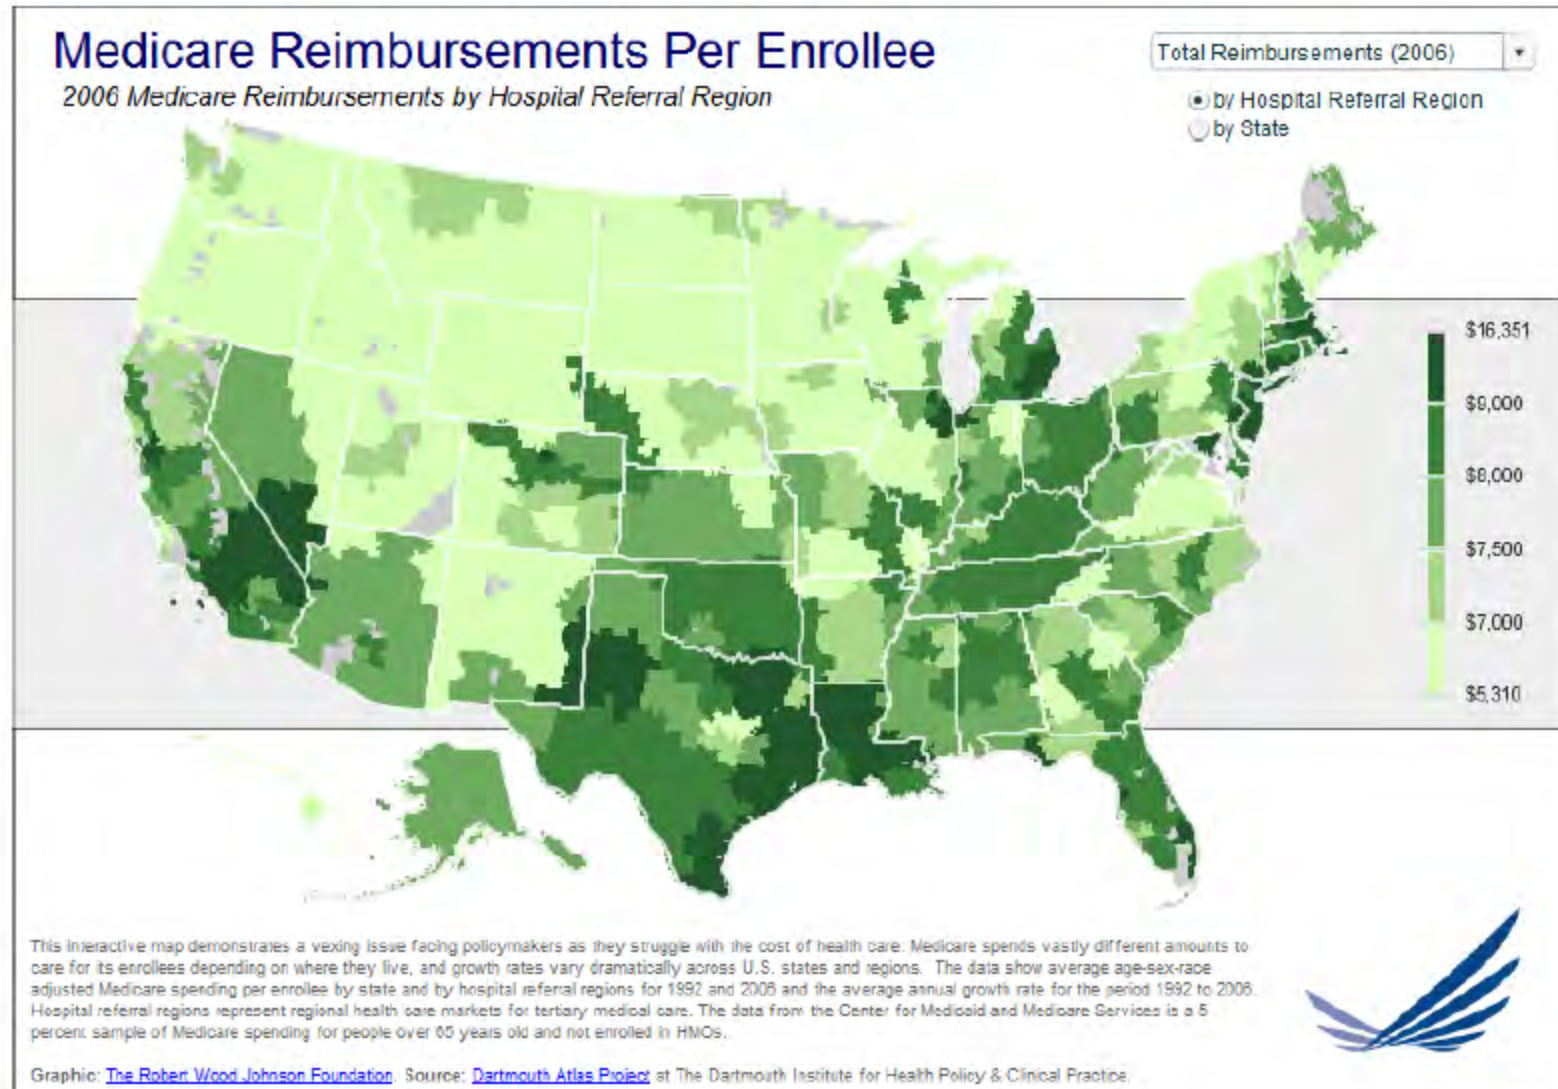 Medicare Reimbursements Per Enrollee
2006 Medicare Reimbursements by Hospital Referral Region
Total Reimbursements (2006)
by Hospital Referral Region
by State
$16,351
$9,000
$8,000
$7,500
$7,000
$5,310
This interactive map demonstrates a vexing issue facing policymakers as they struggle with the cost of health care: Medicare spends vastly different amounts to
care for its enrollees depending on where they live, and growth rates vary dramatically across U.S. states and regions. The data show average age-sex-race
adjusted Medicare spending per enrollee by state and by hospital referral regions for 1992 and 2006 and the average annual growth rate for the period 1992 to 2006.
Hospital referral regions represent regional health care markets for tertiary medical care. The data from the Center for Medicaid and Medicare Services is a 5
percent sample of Medicare spending for people over 65 years old and not enrolled in HMOs.
Graphic: The Robert Wood Johnson Foundation. Source: Dartmouth Atlas Project at The Dartmouth Institute for Health Policy & Clinical Practice.